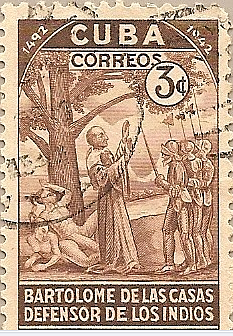 1492 CUBA 1942
CORREOS
3¢
BARTOLOME DE LAS CASAS
DEFENSOR DE LOS INDIOS